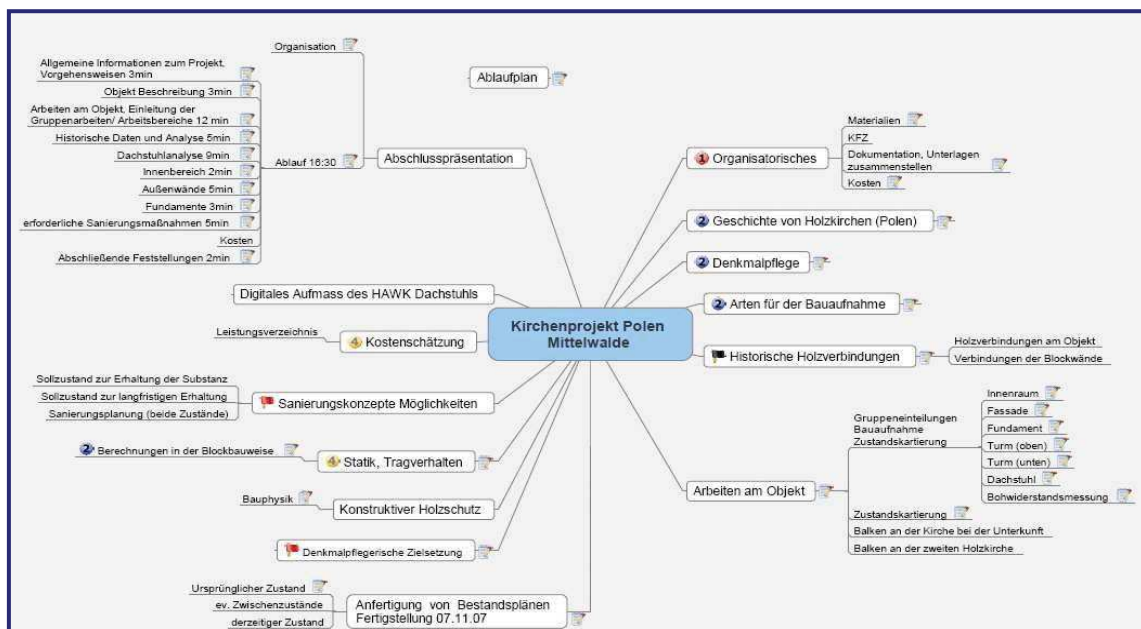 Organisation
Allgemeine Informationen zum Projekt,
Vorgehensweisen 3min
Objekt Beschreibung 3min
Arbeiten am Objekt, Einleitung der
Gruppenarbeiten/ Arbeitsbereiche 12 min
Historische Daten und Analyse 5min
Dachstuhlanalyse 9min
Innenbereich 2min
Außenwände 5min
Fundamente 3min
erforderliche Sanierungsmaßnahmen 5min
Kosten
Abschließende Feststellungen 2min
Ablauf 16:30
Abschlusspräsentation
Ablaufplan
Digitales Aufmass des HAWK Dachstuhls
Leistungsverzeichnis
4 Kostenschätzung
Sollzustand zur Erhaltung der Substanz
Sollzustand zur langfristigen Erhaltung
Sanierungsplanung (beide Zustände)
Sanierungskonzepte Möglichkeiten
2 Berechnungen in der Blockbauweise
4 Statik, Tragverhalten
Bauphysik
Konstruktiver Holzschutz
Denkmalpflegerische Zielsetzung
Ursprünglicher Zustand
ev. Zwischenzustände
derzeitiger Zustand
Anfertigung von Bestandsplänen
Fertigstellung 07.11.07
Kirchenprojekt Polen
Mittelwalde
1 Organisatorisches
Materialien
KFZ
Dokumentation, Unterlagen
zusammenstellen
Kosten
2 Geschichte von Holzkirchen (Polen)
2 Denkmalpflege
2 Arten für der Bauaufnahme
Historische Holzverbindungen
Holzverbindungen am Objekt
Verbindungen der Blockwände
Arbeiten am Objekt
Gruppeneinteilungen
Bauaufnahme
Zustandskartierung
Innenraum
Fassade
Fundament
Turm (oben)
Turm (unten)
Dachstuhl
Bohwiderstandsmessung
Zustandskartierung
Balken an der Kirche bei der Unterkunft
Balken an der zweiten Holzkirche